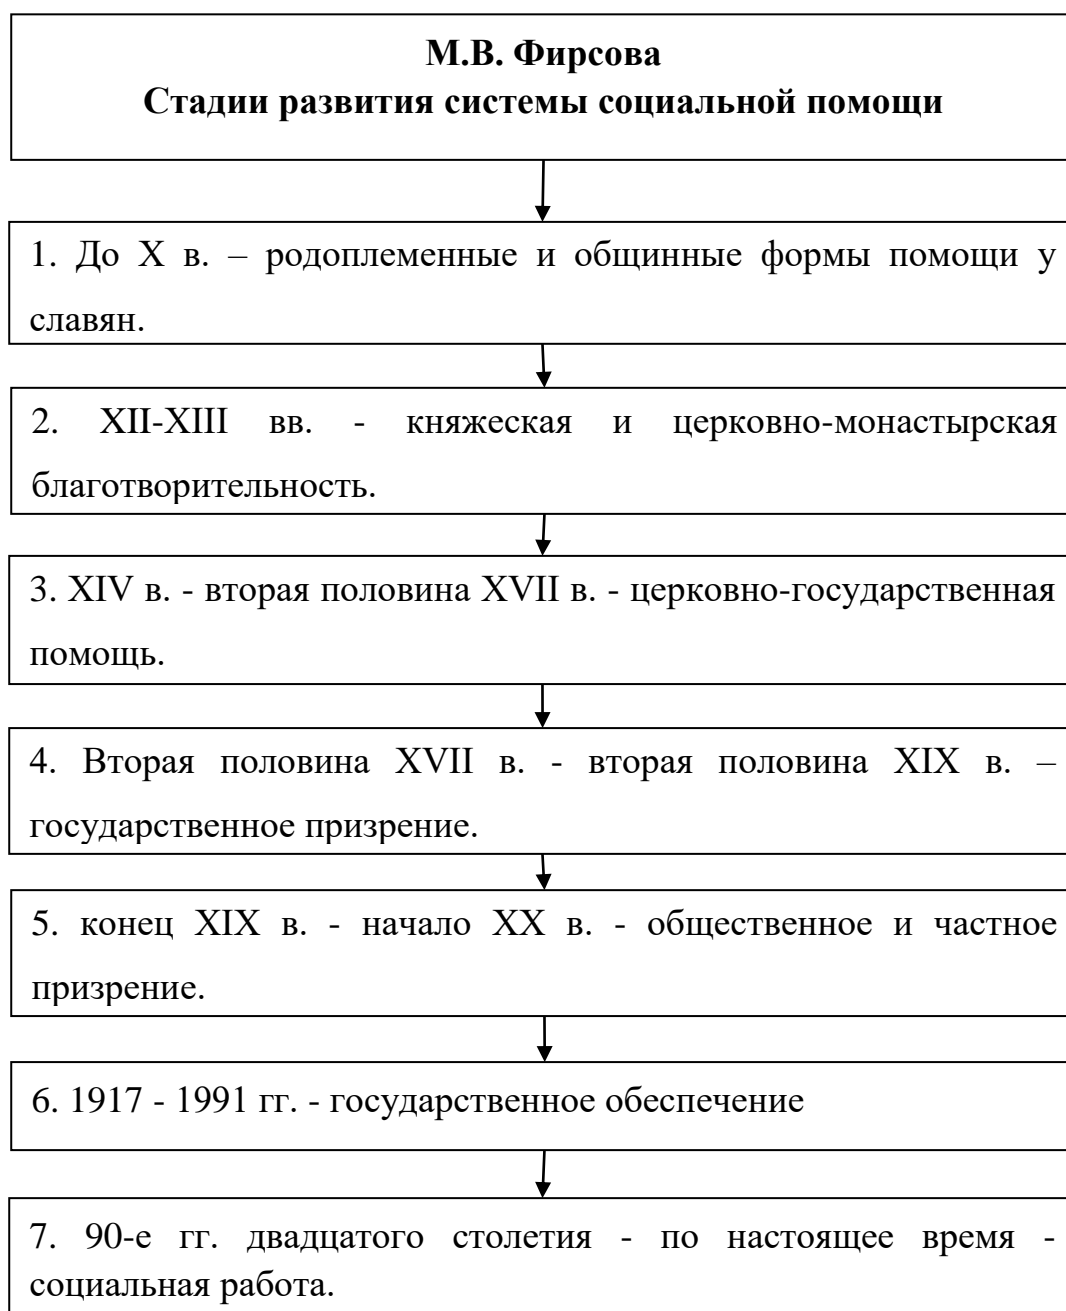 М.В. Фирсова
Стадии развития системы социальной помощи
1. До X в. – родоплеменные и общинные формы помощи у
славян.
2. XII-XIII вв. - княжеская и церковно-монастырская
благотворительность.
3. XIV в. - вторая половина XVII в. - церковно-государственная
помощь.
4. Вторая половина XVII в. - вторая половина XIX в. –
государственное призрение.
5. конец XIX в. - начало XX в. - общественное и частное
призрение.
6. 1917 - 1991 гг. - государственное обеспечение
7. 90-е гг. двадцатого столетия - по настоящее время -
социальная работа.